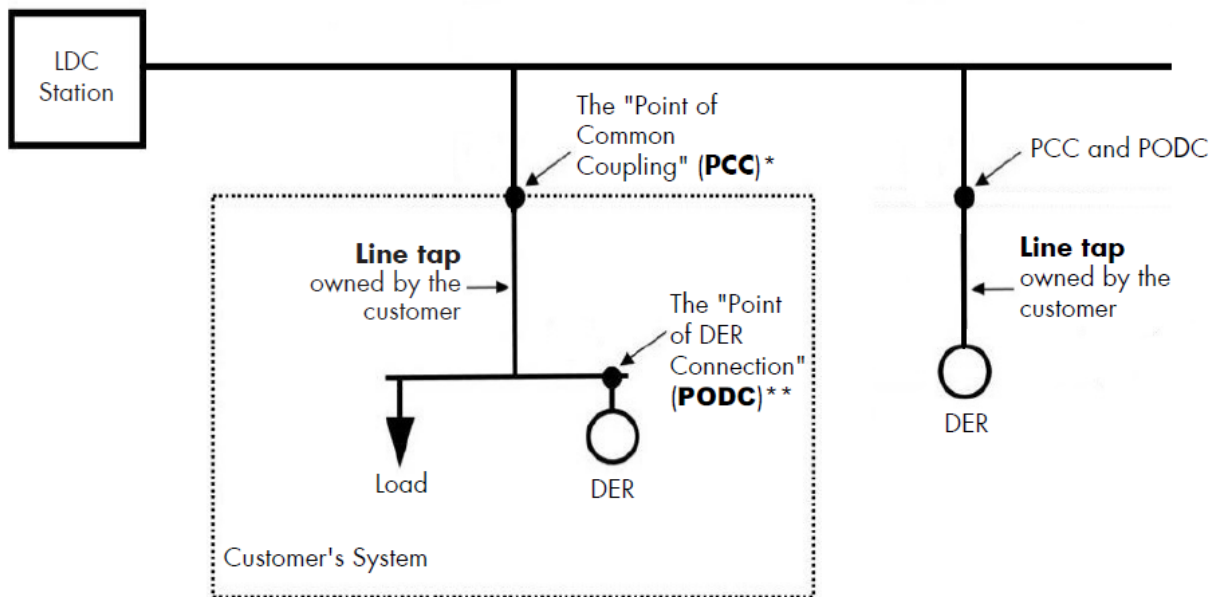 LDC
Station
The "Point of
Common
Coupling" (PCC)*
PCC and PODC
Line tap
owned by the
customer
Line tap
owned by the
customer
The "Point
of DER
Connection"
(PODC)**
Load
DER
DER
Customer's System